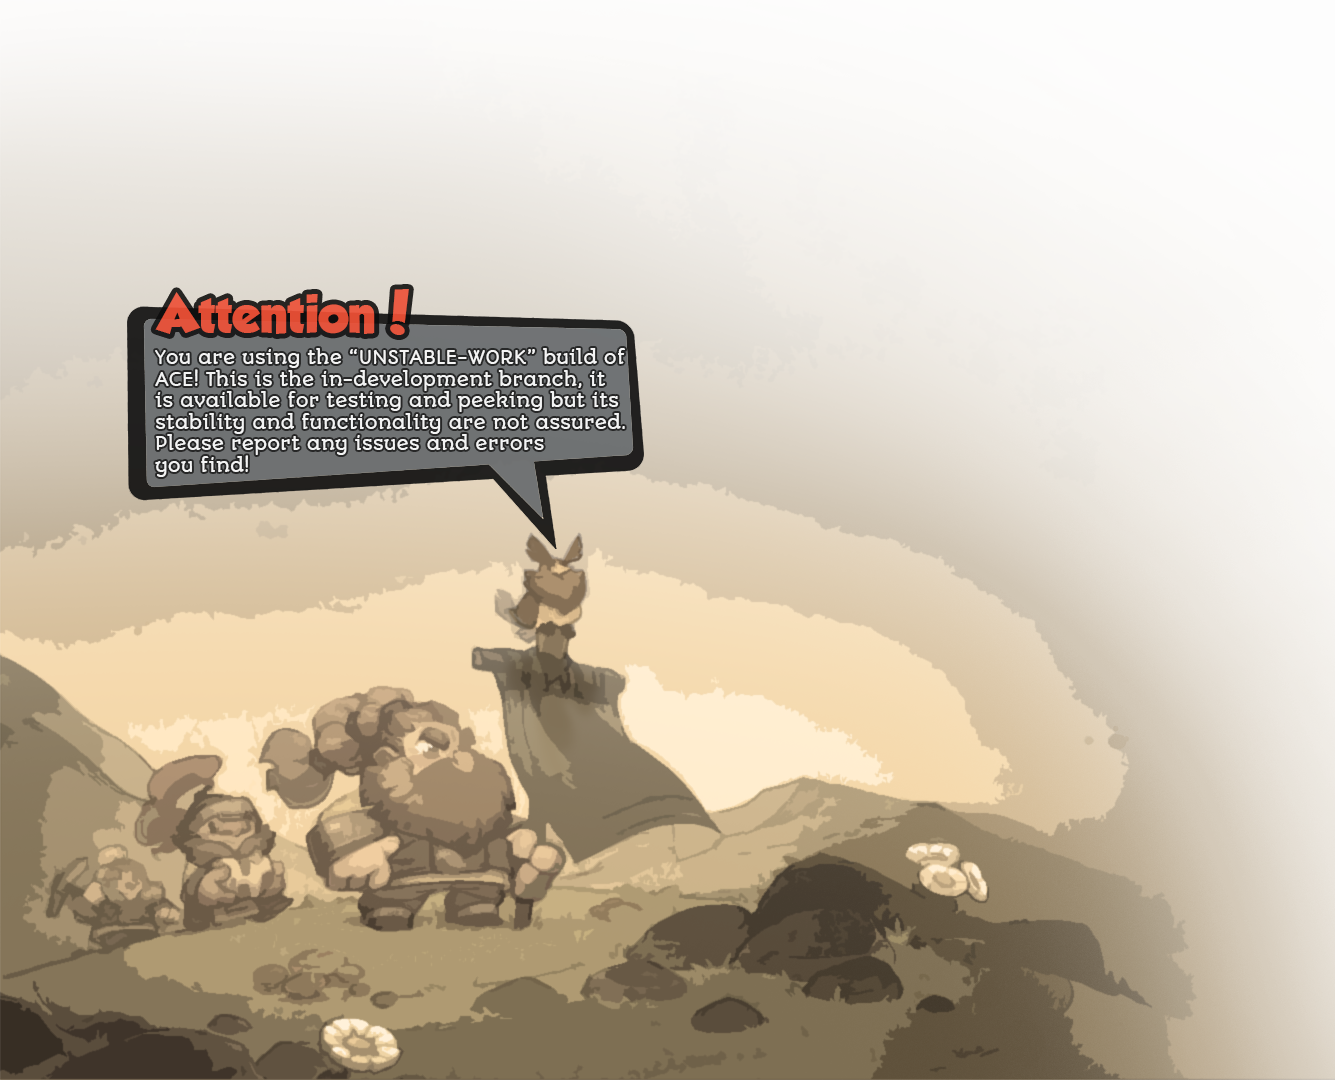 Attention!
You are using the “UNSTABLE-WORK” build of
ACE! This is the in-development branch, it
is available for testing and peeking but its
stability and functionality are not assured.
Please report any issues and errors
you find!